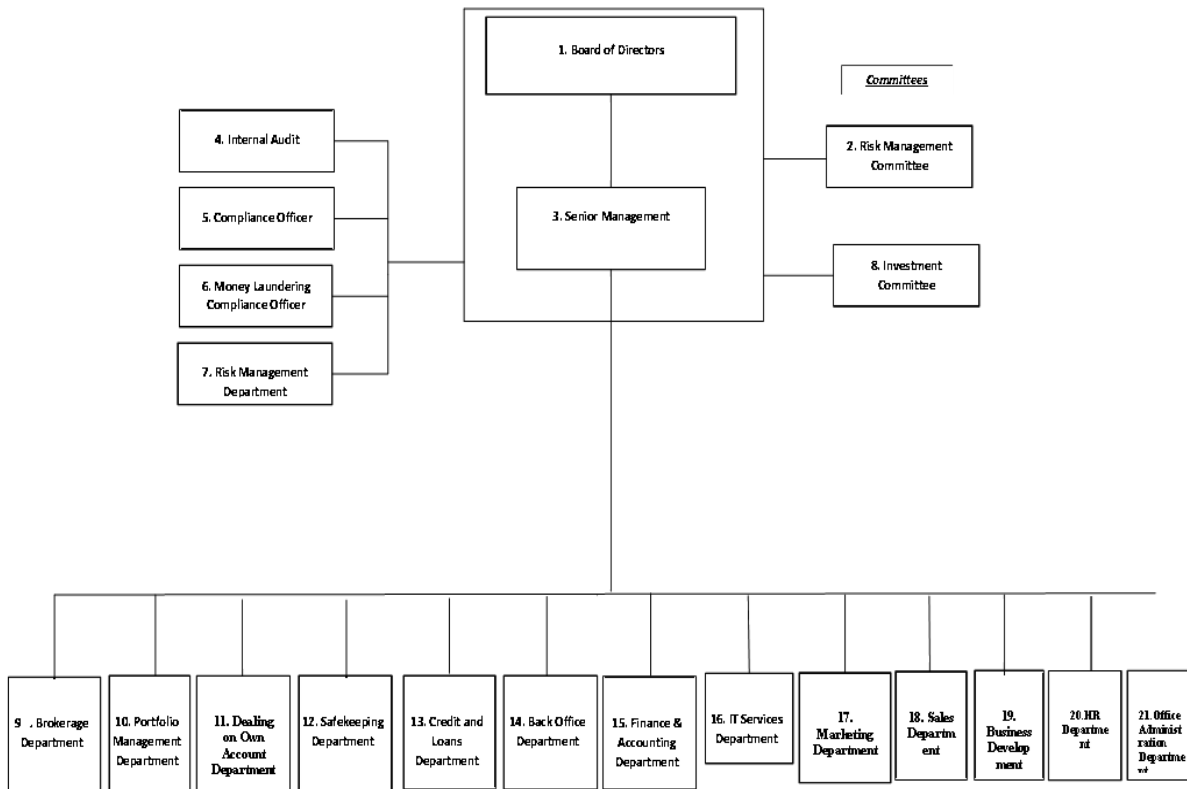 1. Board of Directors
Committees
4. Internal Audit
2. Risk Management
Committee
5. Compliance Officer
3. Senior Management
6. Money Laundering
Compliance Officer
8. Investment
Committee
7. Risk Management
Department
9 . Brokerage
Department
10. Portfolio
Management
Department
11. Dealing
on Own
Account
Department
12. Safekeeping
Department
13. Credit and
Loans
Department
14. Back Office
Department
15. Finance &
Accounting
Department
16. IT Services
Department
17.
Marketing
Department
18. Sales
Departm
ent
19.
Business
Develop
ment
20.HR
Departme
nt
21.Office
Administ
ration
Departme
nt